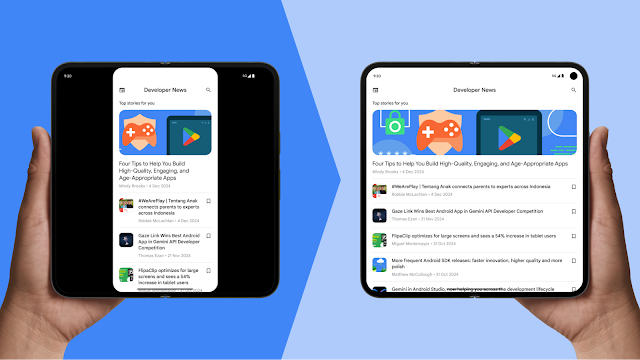 9:30
5G
Developer News
Top stories for you
Four Tips to Help You Build
High-Quality, Engaging, and
Age-Appropriate Apps
Mindy Brooks • 4 Dec 2024
#WeArePlay | Tentang Anak
connects parents to experts
across Indonesia
Robbie McLachlan • 4 Dec 2024
Gaze Link Wins Best Android
App in Gemini API Developer
Competition
Thomas Ezan • 21 Nov 2024
FlipaClip optimizes for large
screens and sees a 54%
increase in tablet users
9:30
5G
Developer News
Top stories for you
Four Tips to Help You Build High-Quality, Engaging, and Age-Appropriate Apps
Mindy Brooks • 4 Dec 2024
#WeArePlay | Tentang Anak connects parents to experts across Indonesia
Robbie McLachlan • 4 Dec 2024
Gaze Link Wins Best Android App in Gemini API Developer Competition
Thomas Ezan • 21 Nov 2024
FlipaClip optimizes for large screens and sees a 54% increase in tablet users
Miguel Montemayor • 31 Oct 2024
More frequent Android SDK releases: faster innovation, higher quality and more
polish
Matthew McCullough • 31 Oct 2024
Gemini in Android Studio, now helping you across the development lifecycle